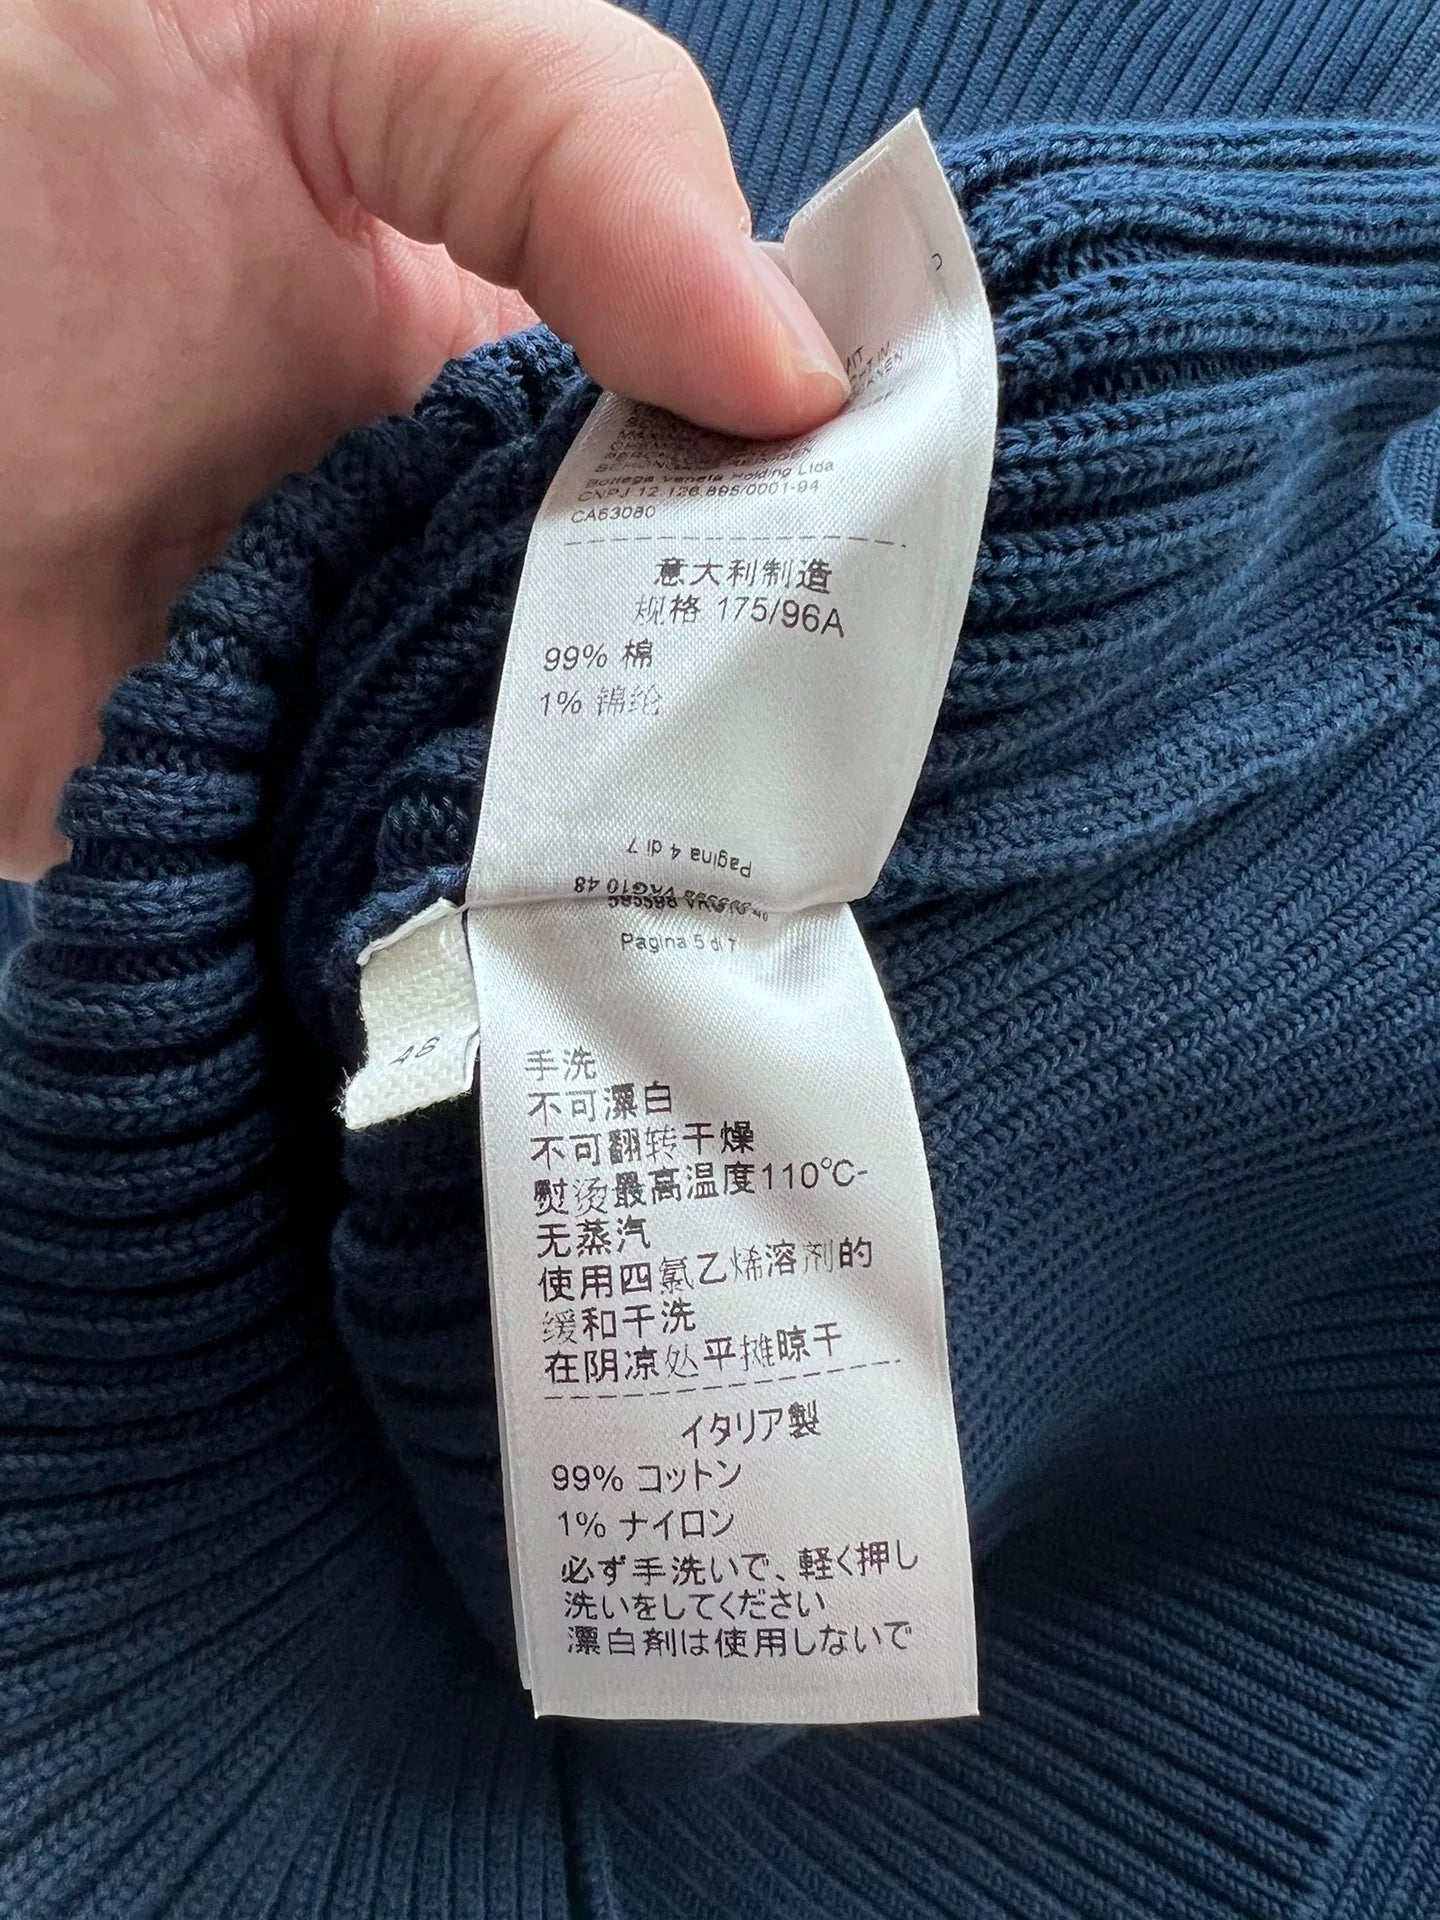 Bottega Veneta Holding Ltda
CNPJ 12.126.895/0001-94
CA63080
意大利制造
规格 175/96A
99% 棉
1% 锦纶
Pagina 4 di 7
VAG10 48
Pagina 5 di 7
48
手洗
不可漂白
不可翻转干燥
熨烫最高温度110℃-
无蒸汽
使用四氯乙烯溶剂的
缓和干洗
在阴凉处平摊晾干
イタリア製
99% コットン
1% ナイロン
必ず手洗いで、軽く押し
洗いをしてください
漂白剤は使用しないで